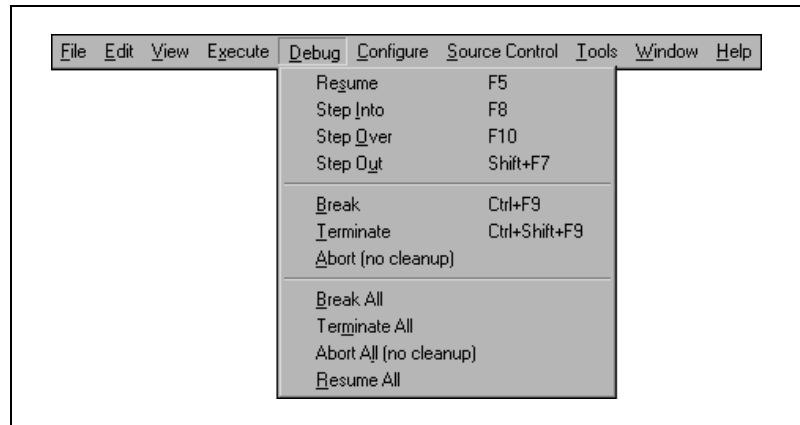 File Edit View Execute Debug Configure Source Control Tools Window Help
Resume F5
Step Into F8
Step Over F10
Step Out Shift+F7
Break Ctrl+F9
Terminate Ctrl+Shift+F9
Abort (no cleanup)
Break All
Terminate All
Abort All (no cleanup)
Resume All